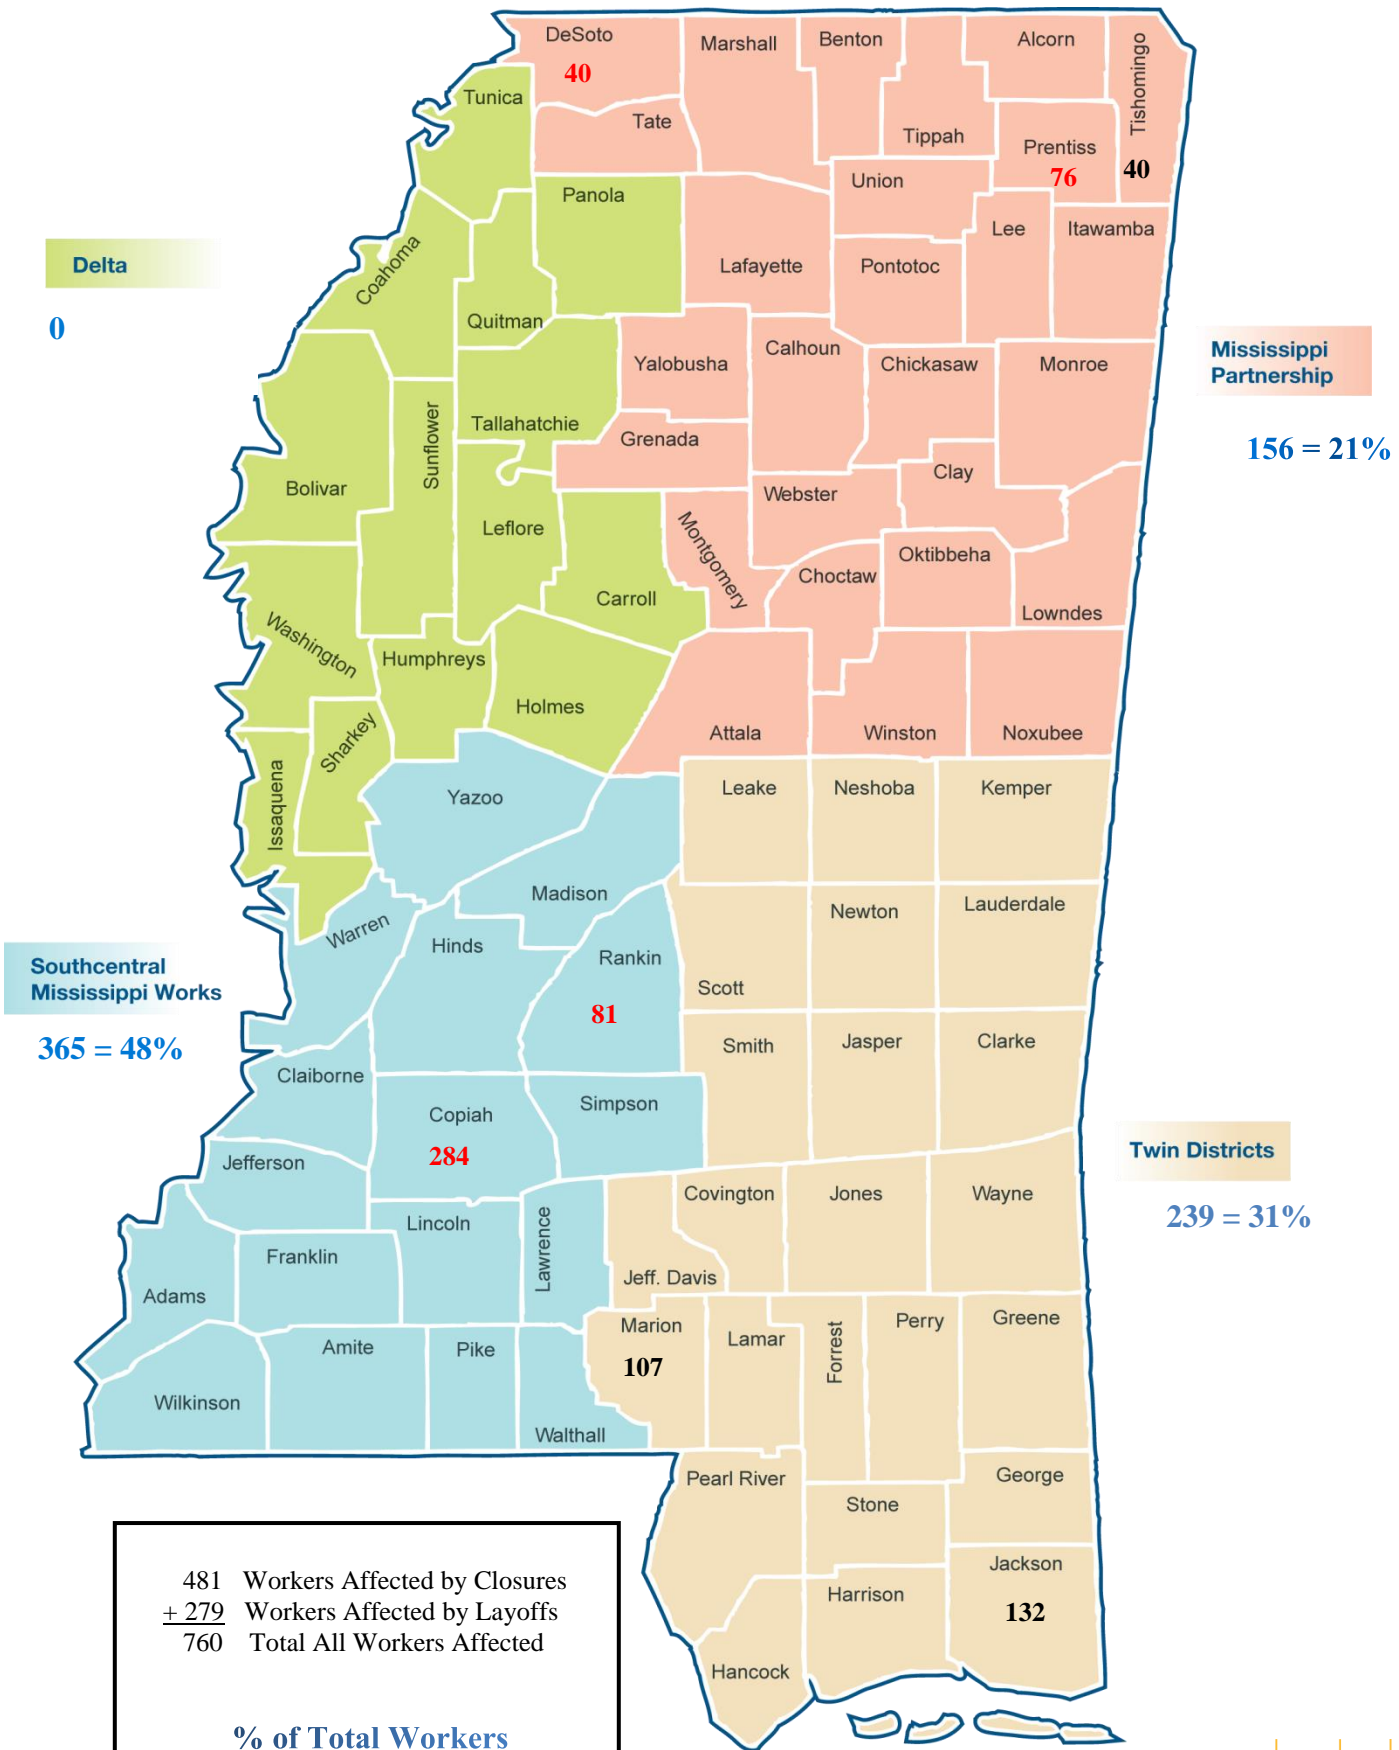 DeSoto
40
Marshall
Benton
Alcorn
Tishomingo
40
Tunica
Tate
Tippah
Prentiss
76
Union
Panola
Lee
Itawamba
Delta
0
Coahoma
Quitman
Lafayette
Pontotoc
Mississippi
Partnership
156 = 21%
Yalobusha
Calhoun
Chickasaw
Monroe
Sunflower
Tallahatchie
Grenada
Bolivar
Leflore
Webster
Clay
Montgomery
Carroll
Choctaw
Oktibbeha
Lowndes
Washington
Humphreys
Holmes
Sharkey
Attala
Winston
Noxubee
Issaquena
Yazoo
Leake
Neshoba
Kemper
Madison
Warren
Hinds
Rankin
81
Newton
Lauderdale
Scott
Southcentral
Mississippi Works
365 = 48%
Smith
Jasper
Clarke
Claiborne
Copiah
284
Simpson
Twin Districts
239 = 31%
Jefferson
Lincoln
Lawrence
Covington
Jones
Wayne
Franklin
Adams
Jeff. Davis
Marion
107
Lamar
Forrest
Perry
Greene
Amite
Pike
Wilkinson
Walthall
Pearl River
Stone
George
Jackson
132
Harrison
Hancock
481 Workers Affected by Closures
+ 279 Workers Affected by Layoffs
760 Total All Workers Affected
% of Total Workers